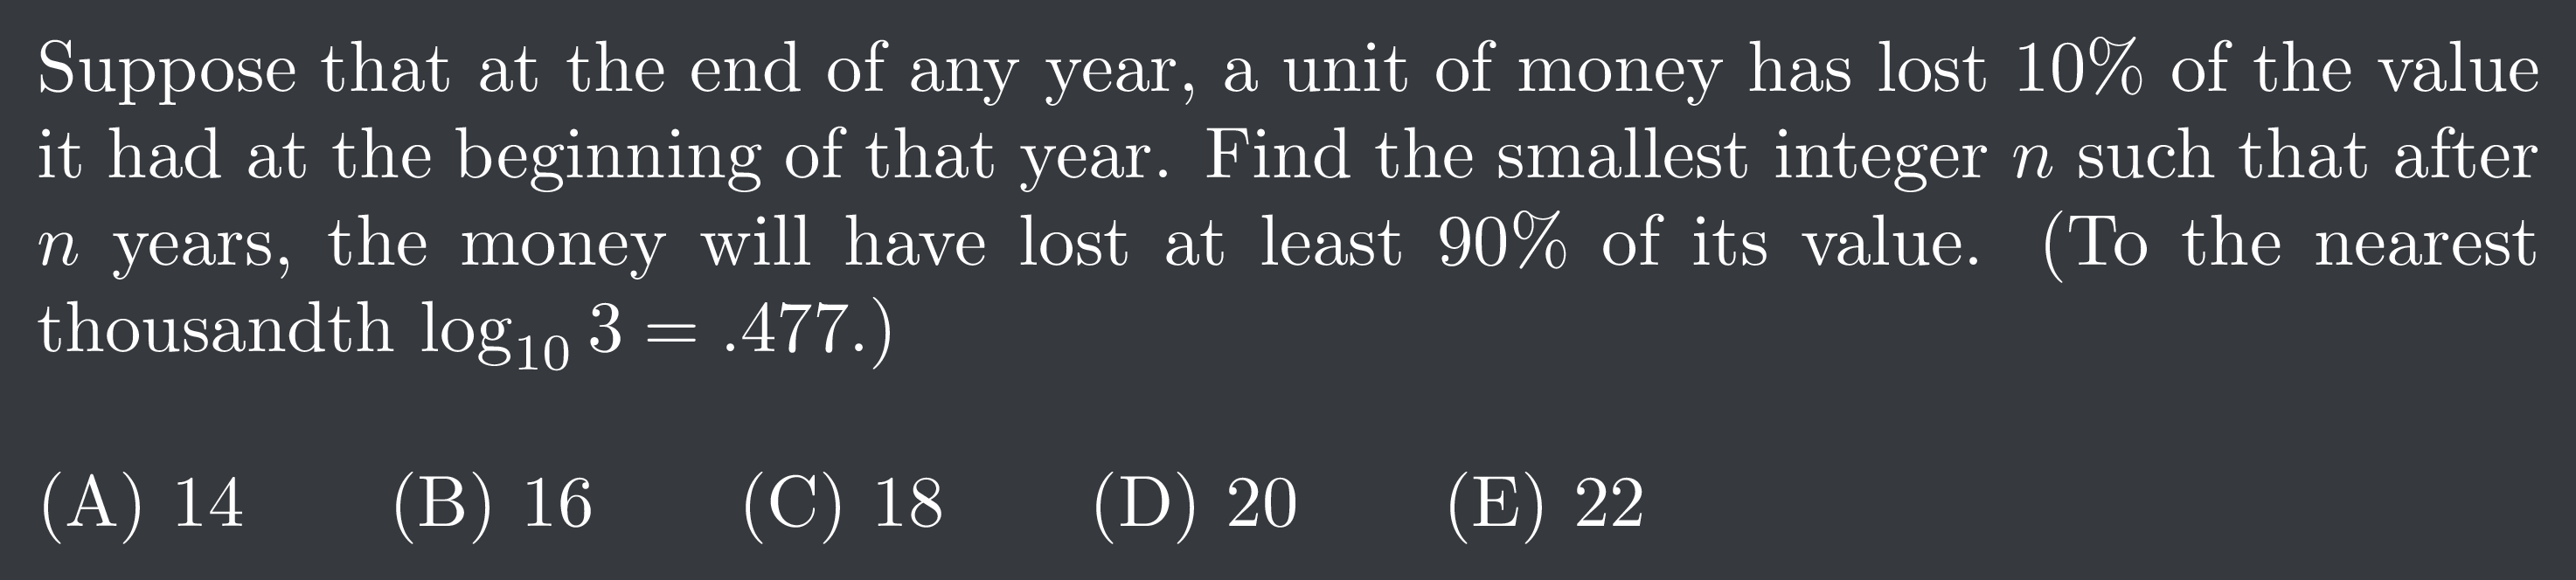 Suppose that at the end of any year, a unit of money has lost 10% of the value
it had at the beginning of that year. Find the smallest integer n such that after
n years, the money will have lost at least 90% of its value. (To the nearest
thousandth log₁₀ 3 = .477.)
(A) 14 (B) 16 (C) 18 (D) 20 (E) 22